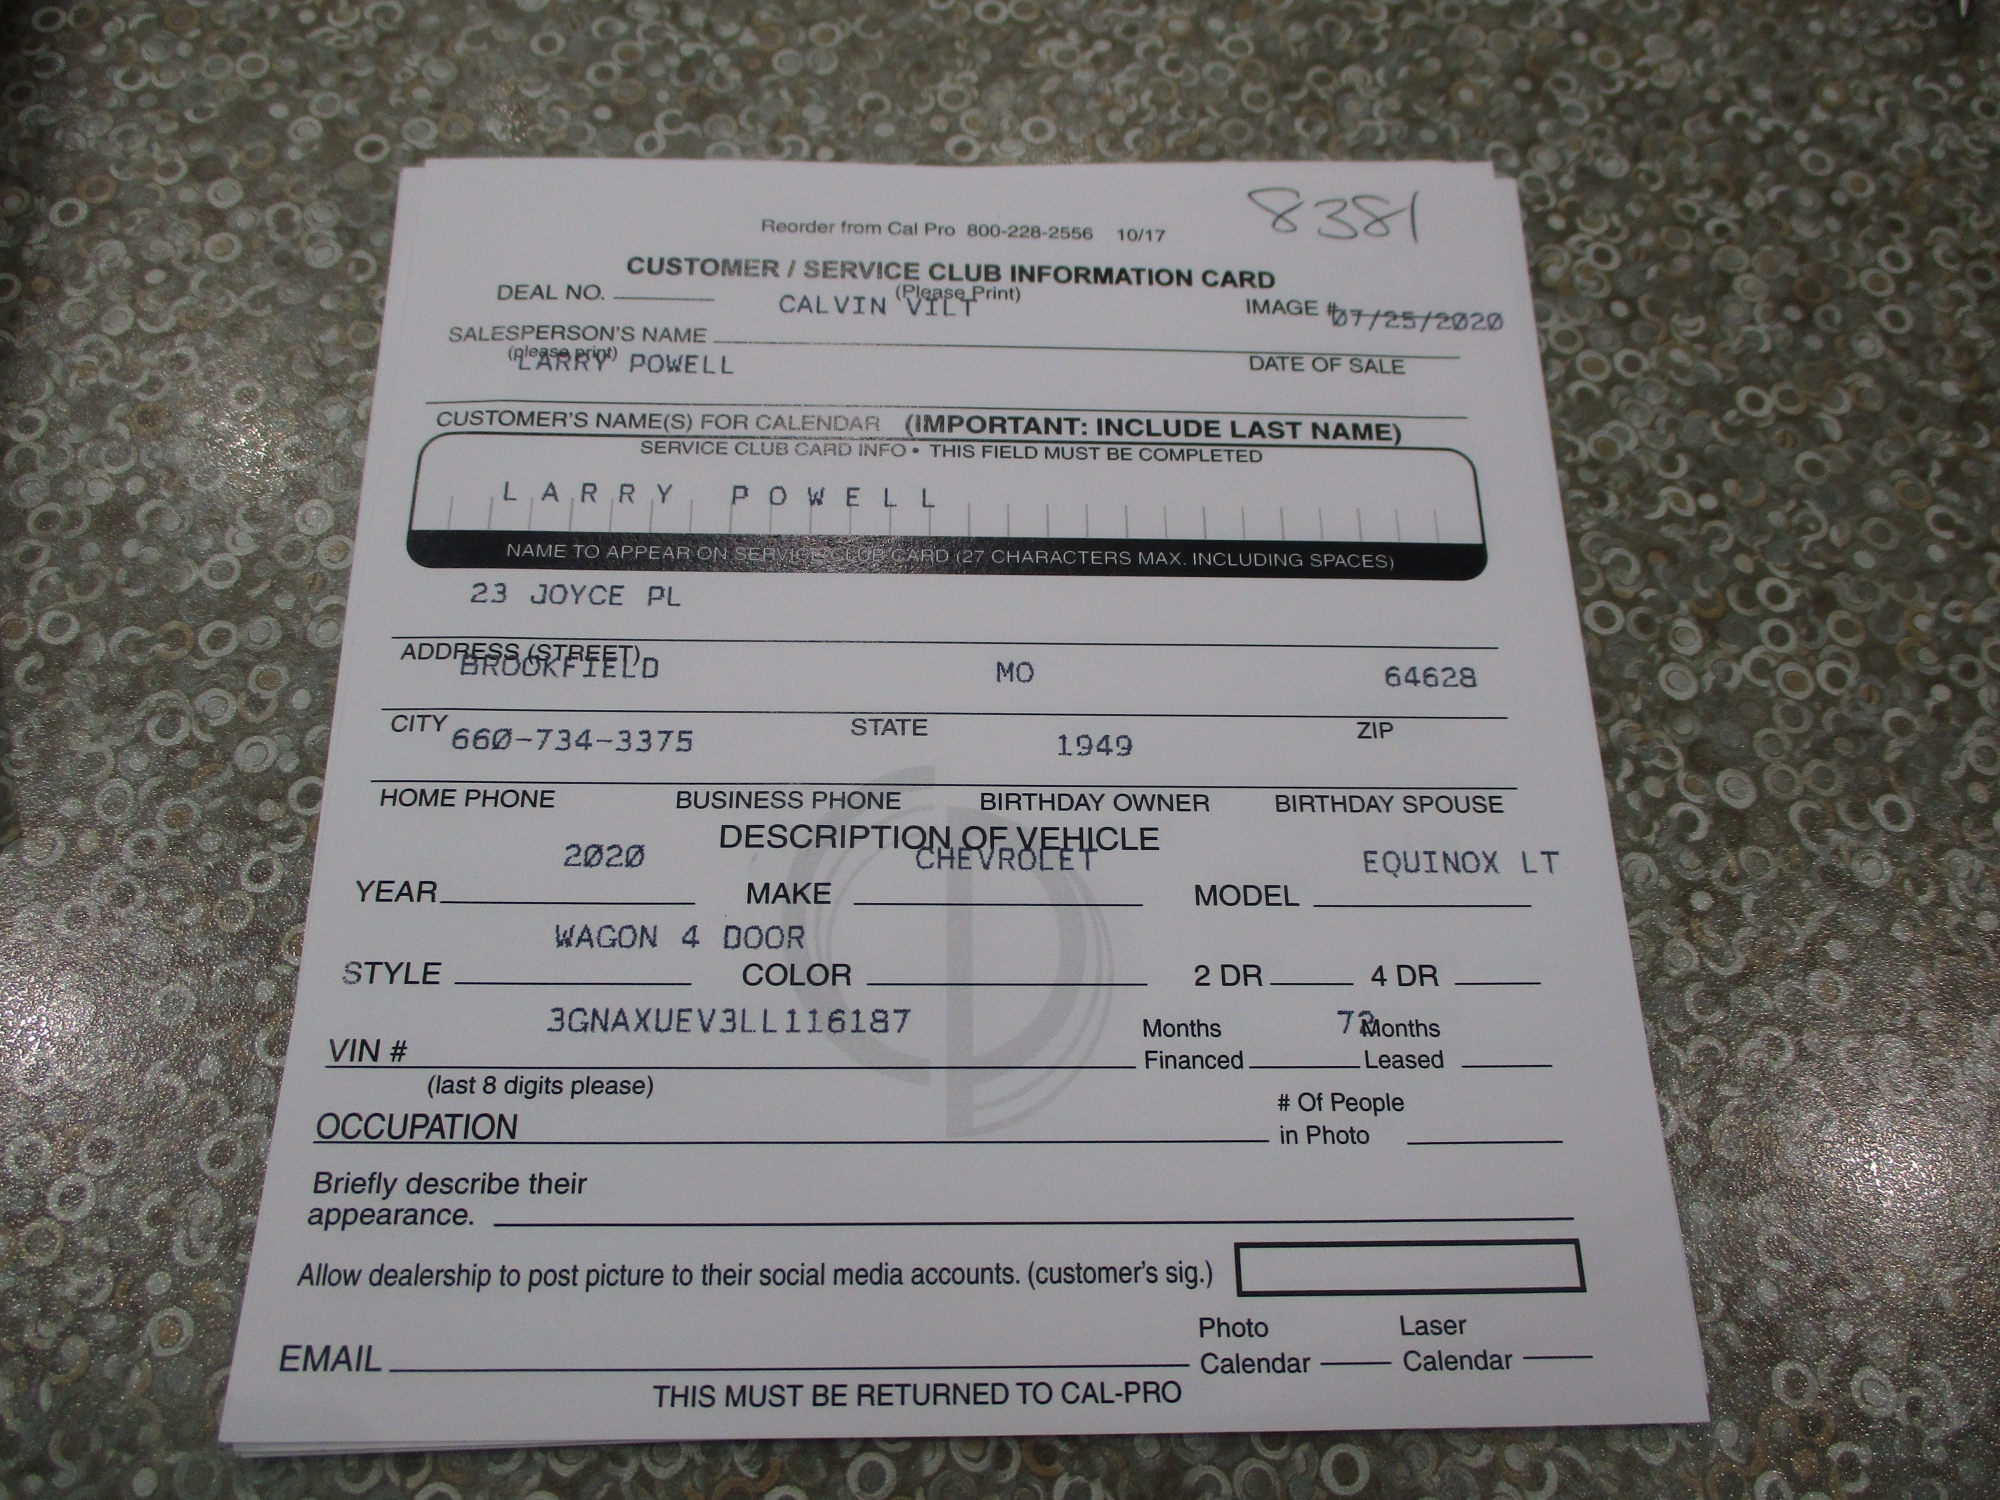 8381
Reorder from Cal Pro 800-228-2556 10/17
CUSTOMER / SERVICE CLUB INFORMATION CARD
(Please Print)
DEAL NO. CALVIN VILT IMAGE # 07/25/2020
SALESPERSON'S NAME
(please print) DATE OF SALE
LARRY POWELL
CUSTOMER'S NAME(S) FOR CALENDAR (IMPORTANT: INCLUDE LAST NAME)
SERVICE CLUB CARD INFO • THIS FIELD MUST BE COMPLETED
LARRY POWELL
NAME TO APPEAR ON SERVICE CLUB CARD (27 CHARACTERS MAX. INCLUDING SPACES)
23 JOYCE PL
ADDRESS (STREET)
BROOKFIELD MO 64628
CITY STATE ZIP
660-734-3375 1949
HOME PHONE BUSINESS PHONE BIRTHDAY OWNER BIRTHDAY SPOUSE
DESCRIPTION OF VEHICLE
2020 CHEVROLET EQUINOX LT
YEAR MAKE MODEL
WAGON 4 DOOR
STYLE COLOR 2 DR 4 DR
3GNAXUEV3LL116187 72
VIN # Months Financed Months Leased
(last 8 digits please)
OCCUPATION # Of People in Photo
Briefly describe their
appearance.
Allow dealership to post picture to their social media accounts. (customer's sig.)
EMAIL Photo Calendar Laser Calendar
THIS MUST BE RETURNED TO CAL-PRO